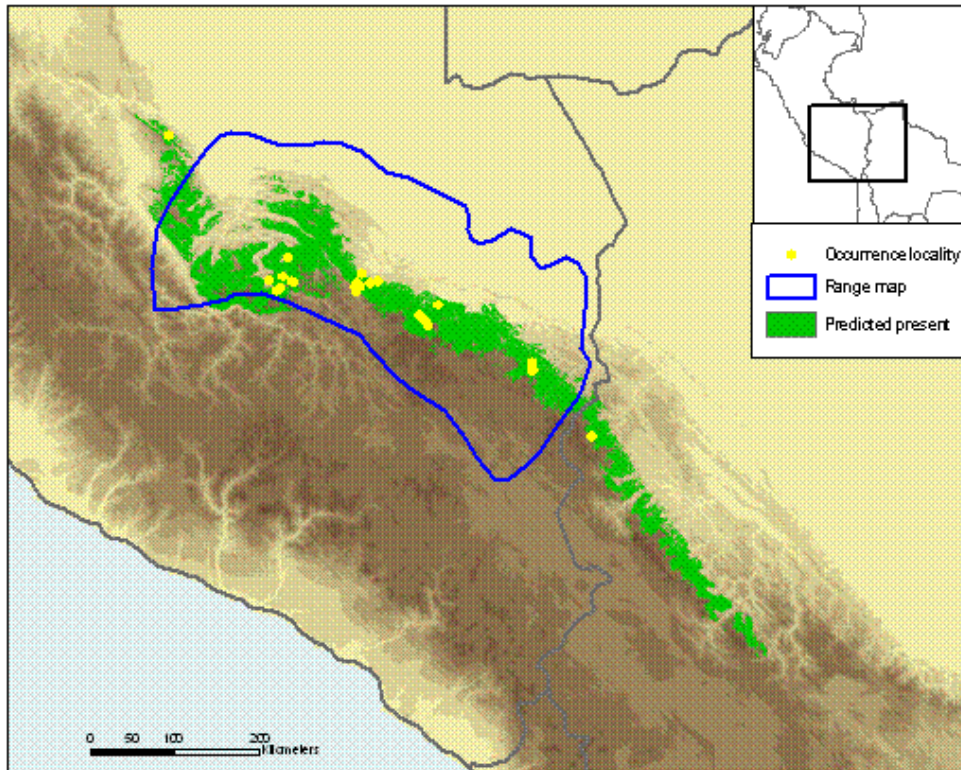 Occurrence locality
Range map
Predicted present
0 50 100 200
Kilometers